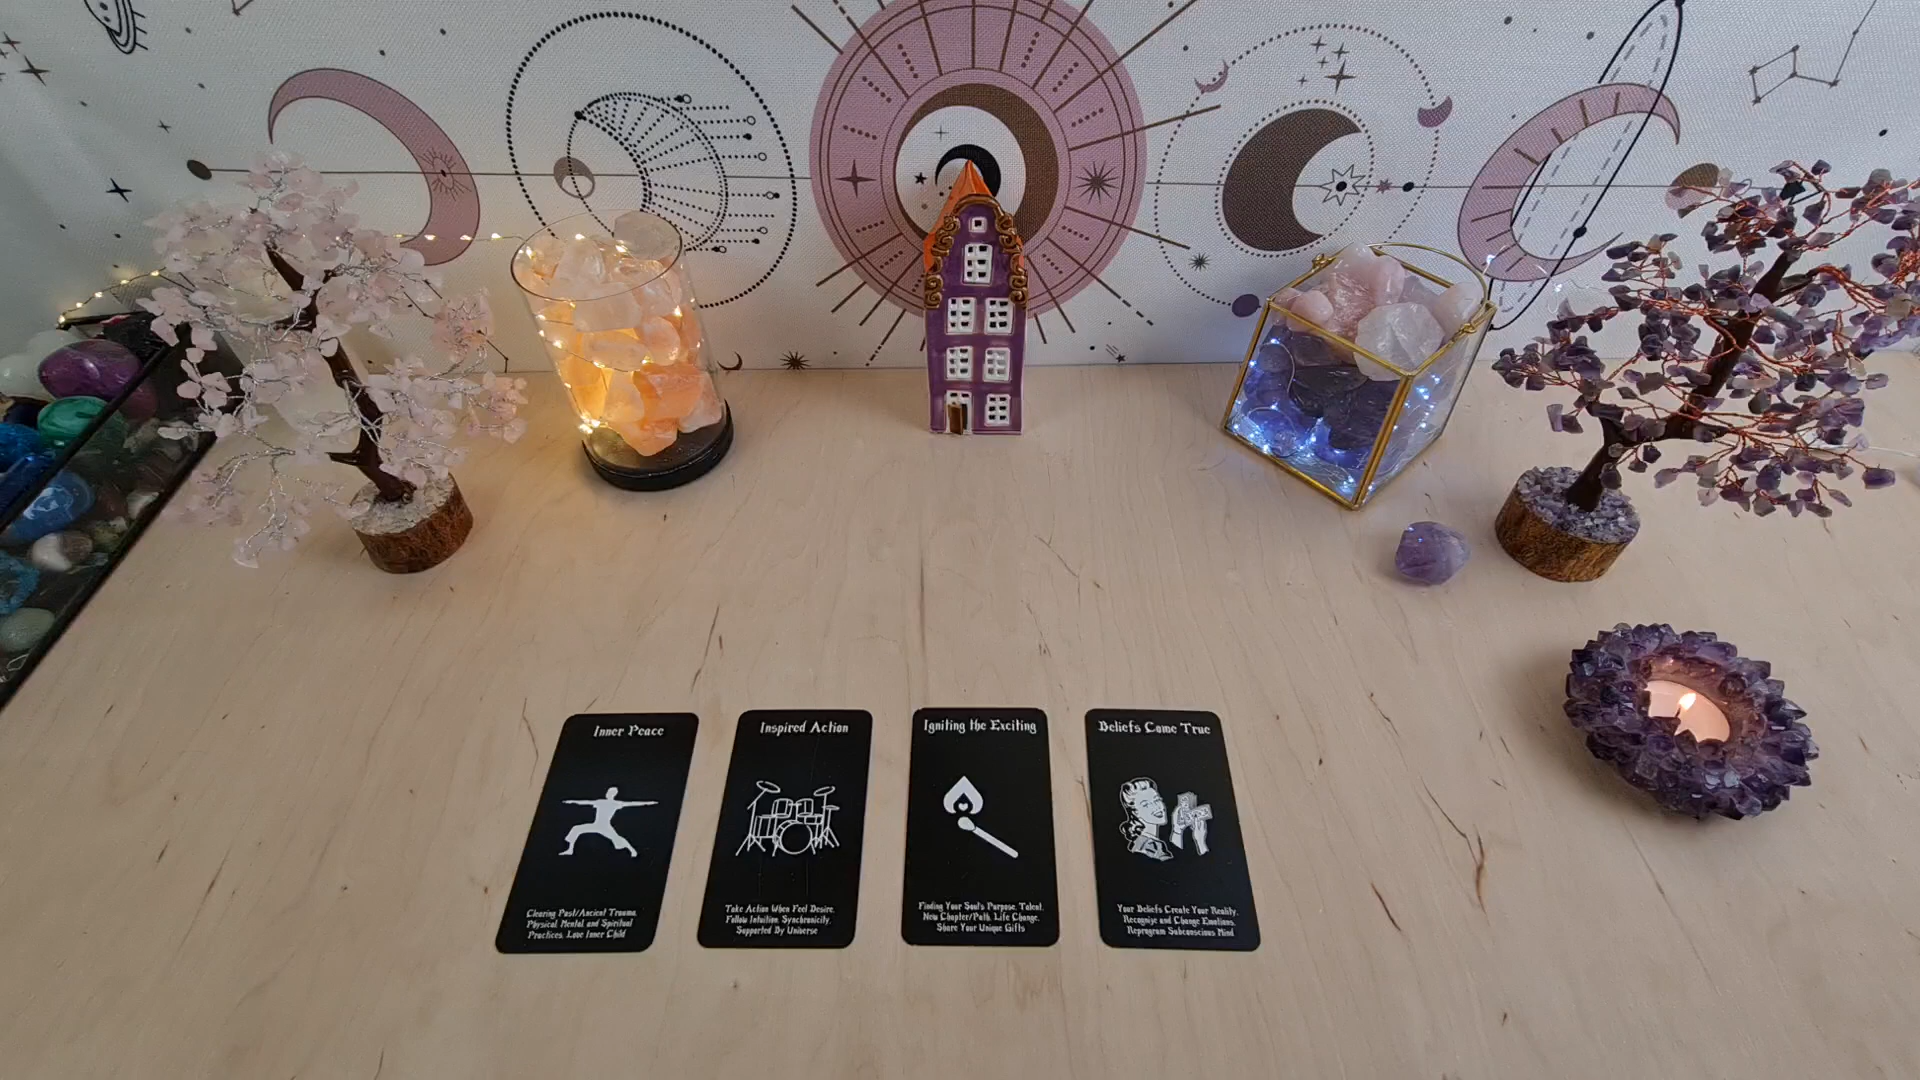 Inner Peace
Clearing Past/Ancient Trauma,
Physical, Mental, and Spiritual
Practices, Love Inner Child
Inspired Action
Take Action When Feel Desire.
Follow Intuition, Synchronicity,
Supported By Universe
Igniting the Exciting
Finding Your Soul's Purpose, Talent.
New Chapter/Path, Life Change.
Share Your Unique Gifts
Beliefs Come True
Your Beliefs Create Your Reality.
Recognise and Change Emotions.
Reprogram Subconscious Mind